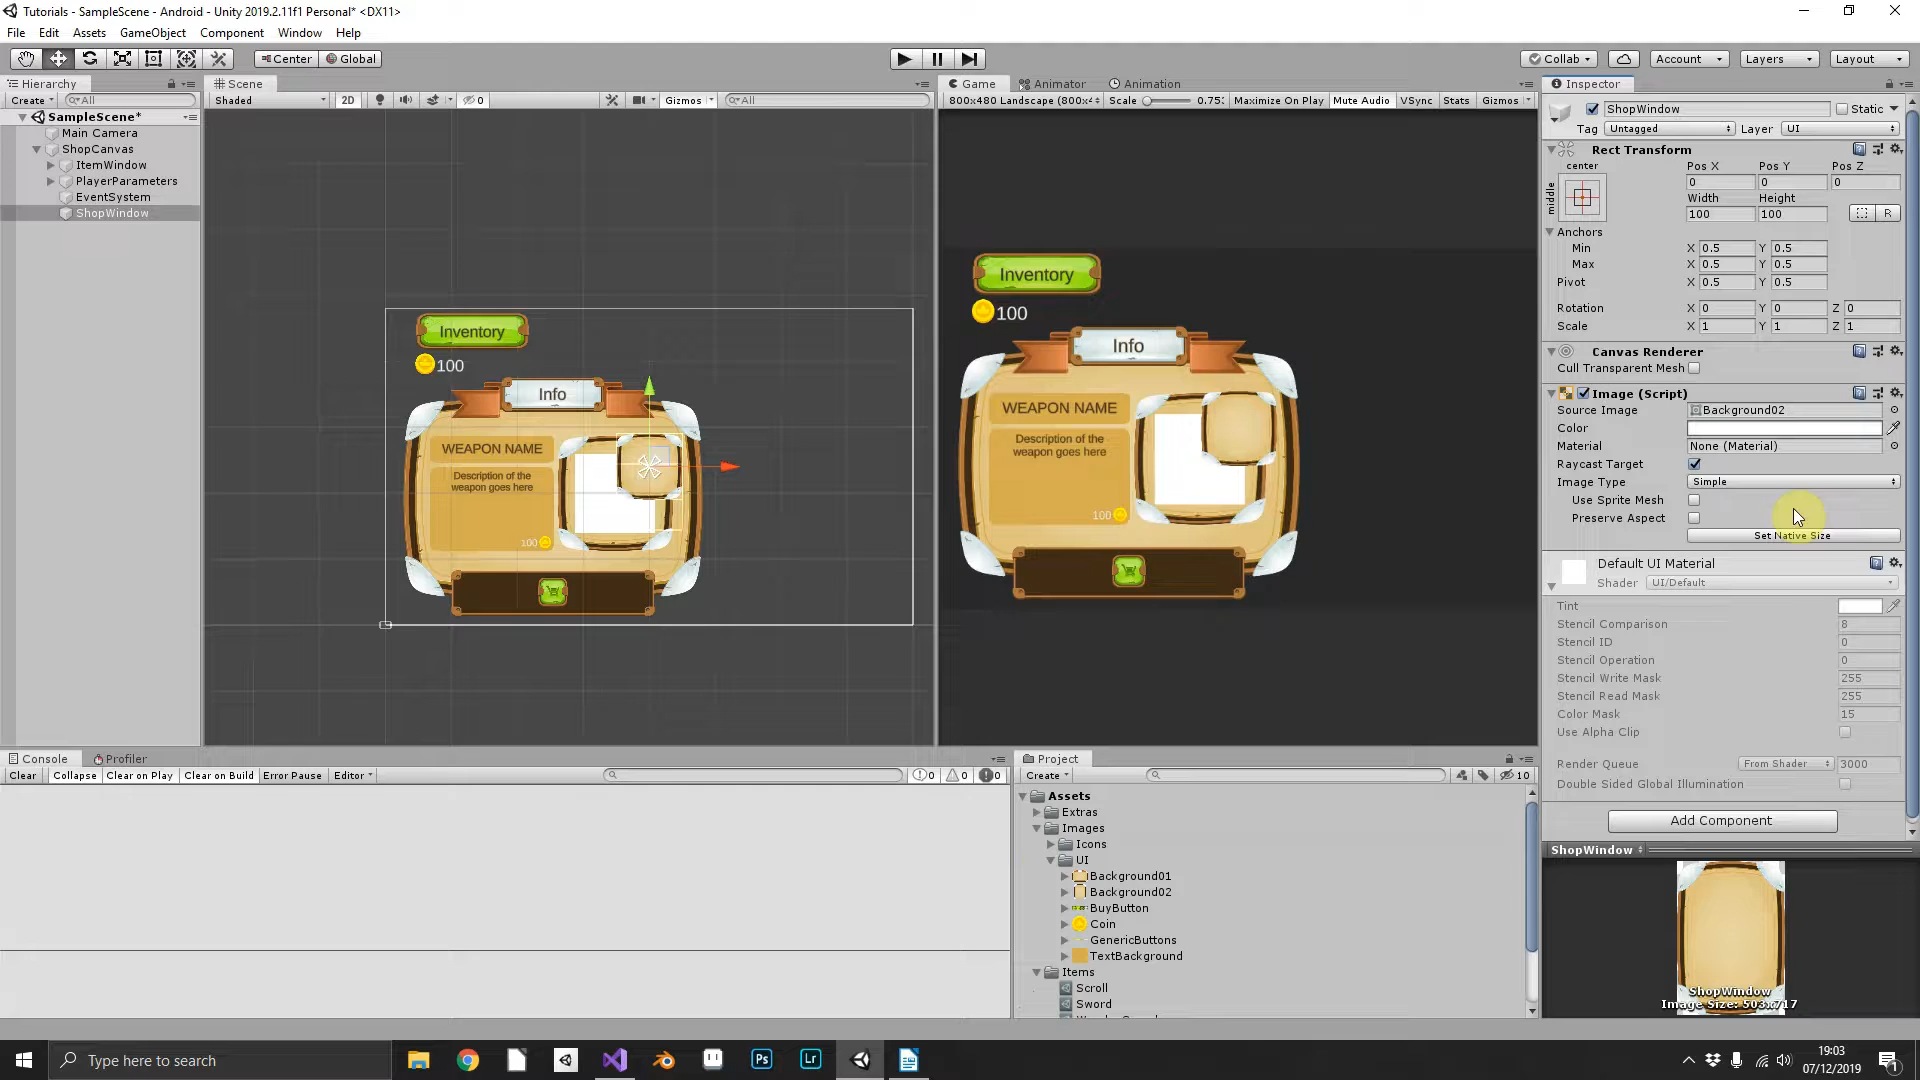 Tutorials - SampleScene - Android - Unity 2019.2.11f1 Personal* <DX11>
File Edit Assets GameObject Component Window Help
Center Global
Collab Account Layers Layout
Hierarchy
Create All
SampleScene*
Main Camera
ShopCanvas
ItemWindow
PlayerParameters
EventSystem
ShopWindow
Scene
Shaded 2D 0 Gizmos All
Inventory
100
Info
WEAPON NAME
Description of the
weapon goes here
100
Game Animator Animation
800x480 Landscape (800x4 Scale 0.75 Maximize On Play Mute Audio VSync Stats Gizmos
Inventory
100
Info
WEAPON NAME
Description of the
weapon goes here
100
Inspector
ShopWindow Static
Tag Untagged Layer UI
Rect Transform
center Pos X Pos Y Pos Z
middle 0 0 0
Width Height
100 100 R
Anchors
Min X 0.5 Y 0.5
Max X 0.5 Y 0.5
Pivot X 0.5 Y 0.5
Rotation X 0 Y 0 Z 0
Scale X 1 Y 1 Z 1
Canvas Renderer
Cull Transparent Mesh
Image (Script)
Source Image Background02
Color
Material None (Material)
Raycast Target
Image Type Simple
Use Sprite Mesh
Preserve Aspect
Set Native Size
Default UI Material
Shader UI/Default
Tint
Stencil Comparison 8
Stencil ID 0
Stencil Operation 0
Stencil Write Mask 255
Stencil Read Mask 255
Color Mask 15
Use Alpha Clip
Render Queue From Shader 3000
Double Sided Global Illumination
Add Component
ShopWindow
ShopWindow
Image Size: 503x717
Console Profiler
Clear Collapse Clear on Play Clear on Build Error Pause Editor 0 0 0
Project
Create 10
Assets
Extras
Images
Icons
UI
Background01
Background02
BuyButton
Coin
GenericButtons
TextBackground
Items
Scroll
Sword
Type here to search
Ps
Lr
19:03
07/12/2019
1